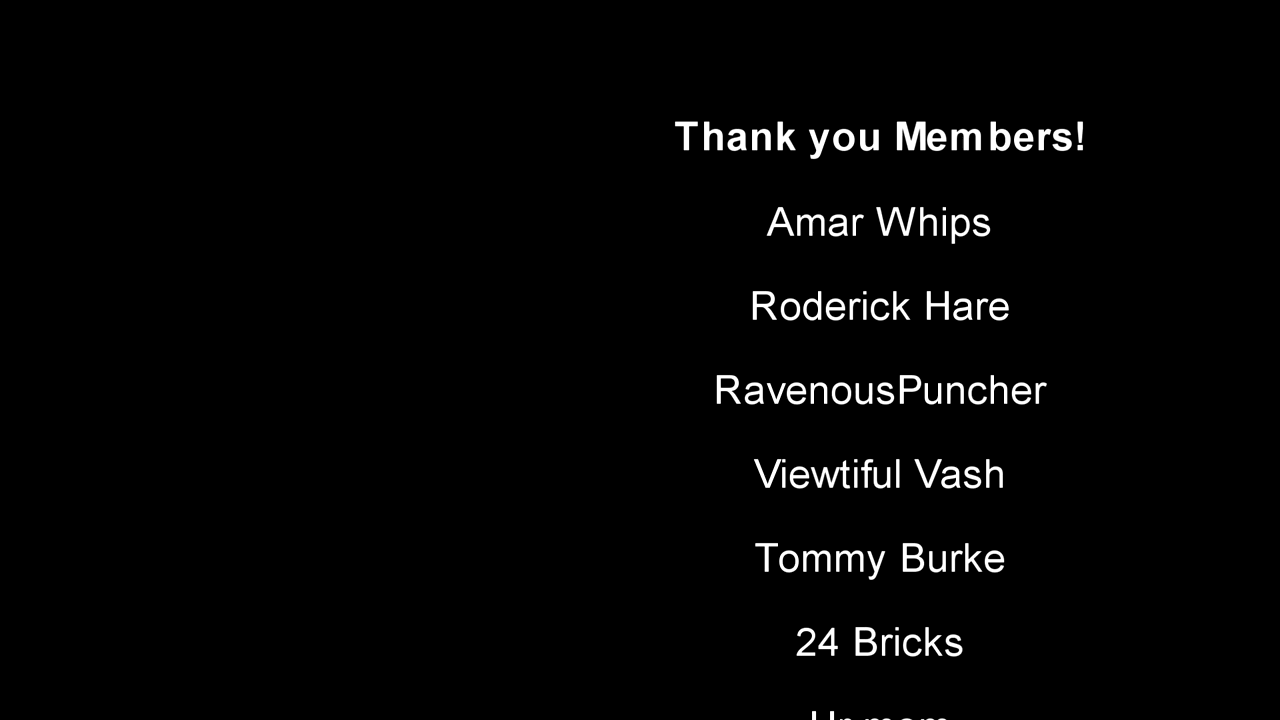 Thank you Members!
Amar Whips
Roderick Hare
RavenousPuncher
Viewtiful Vash
Tommy Burke
24 Bricks